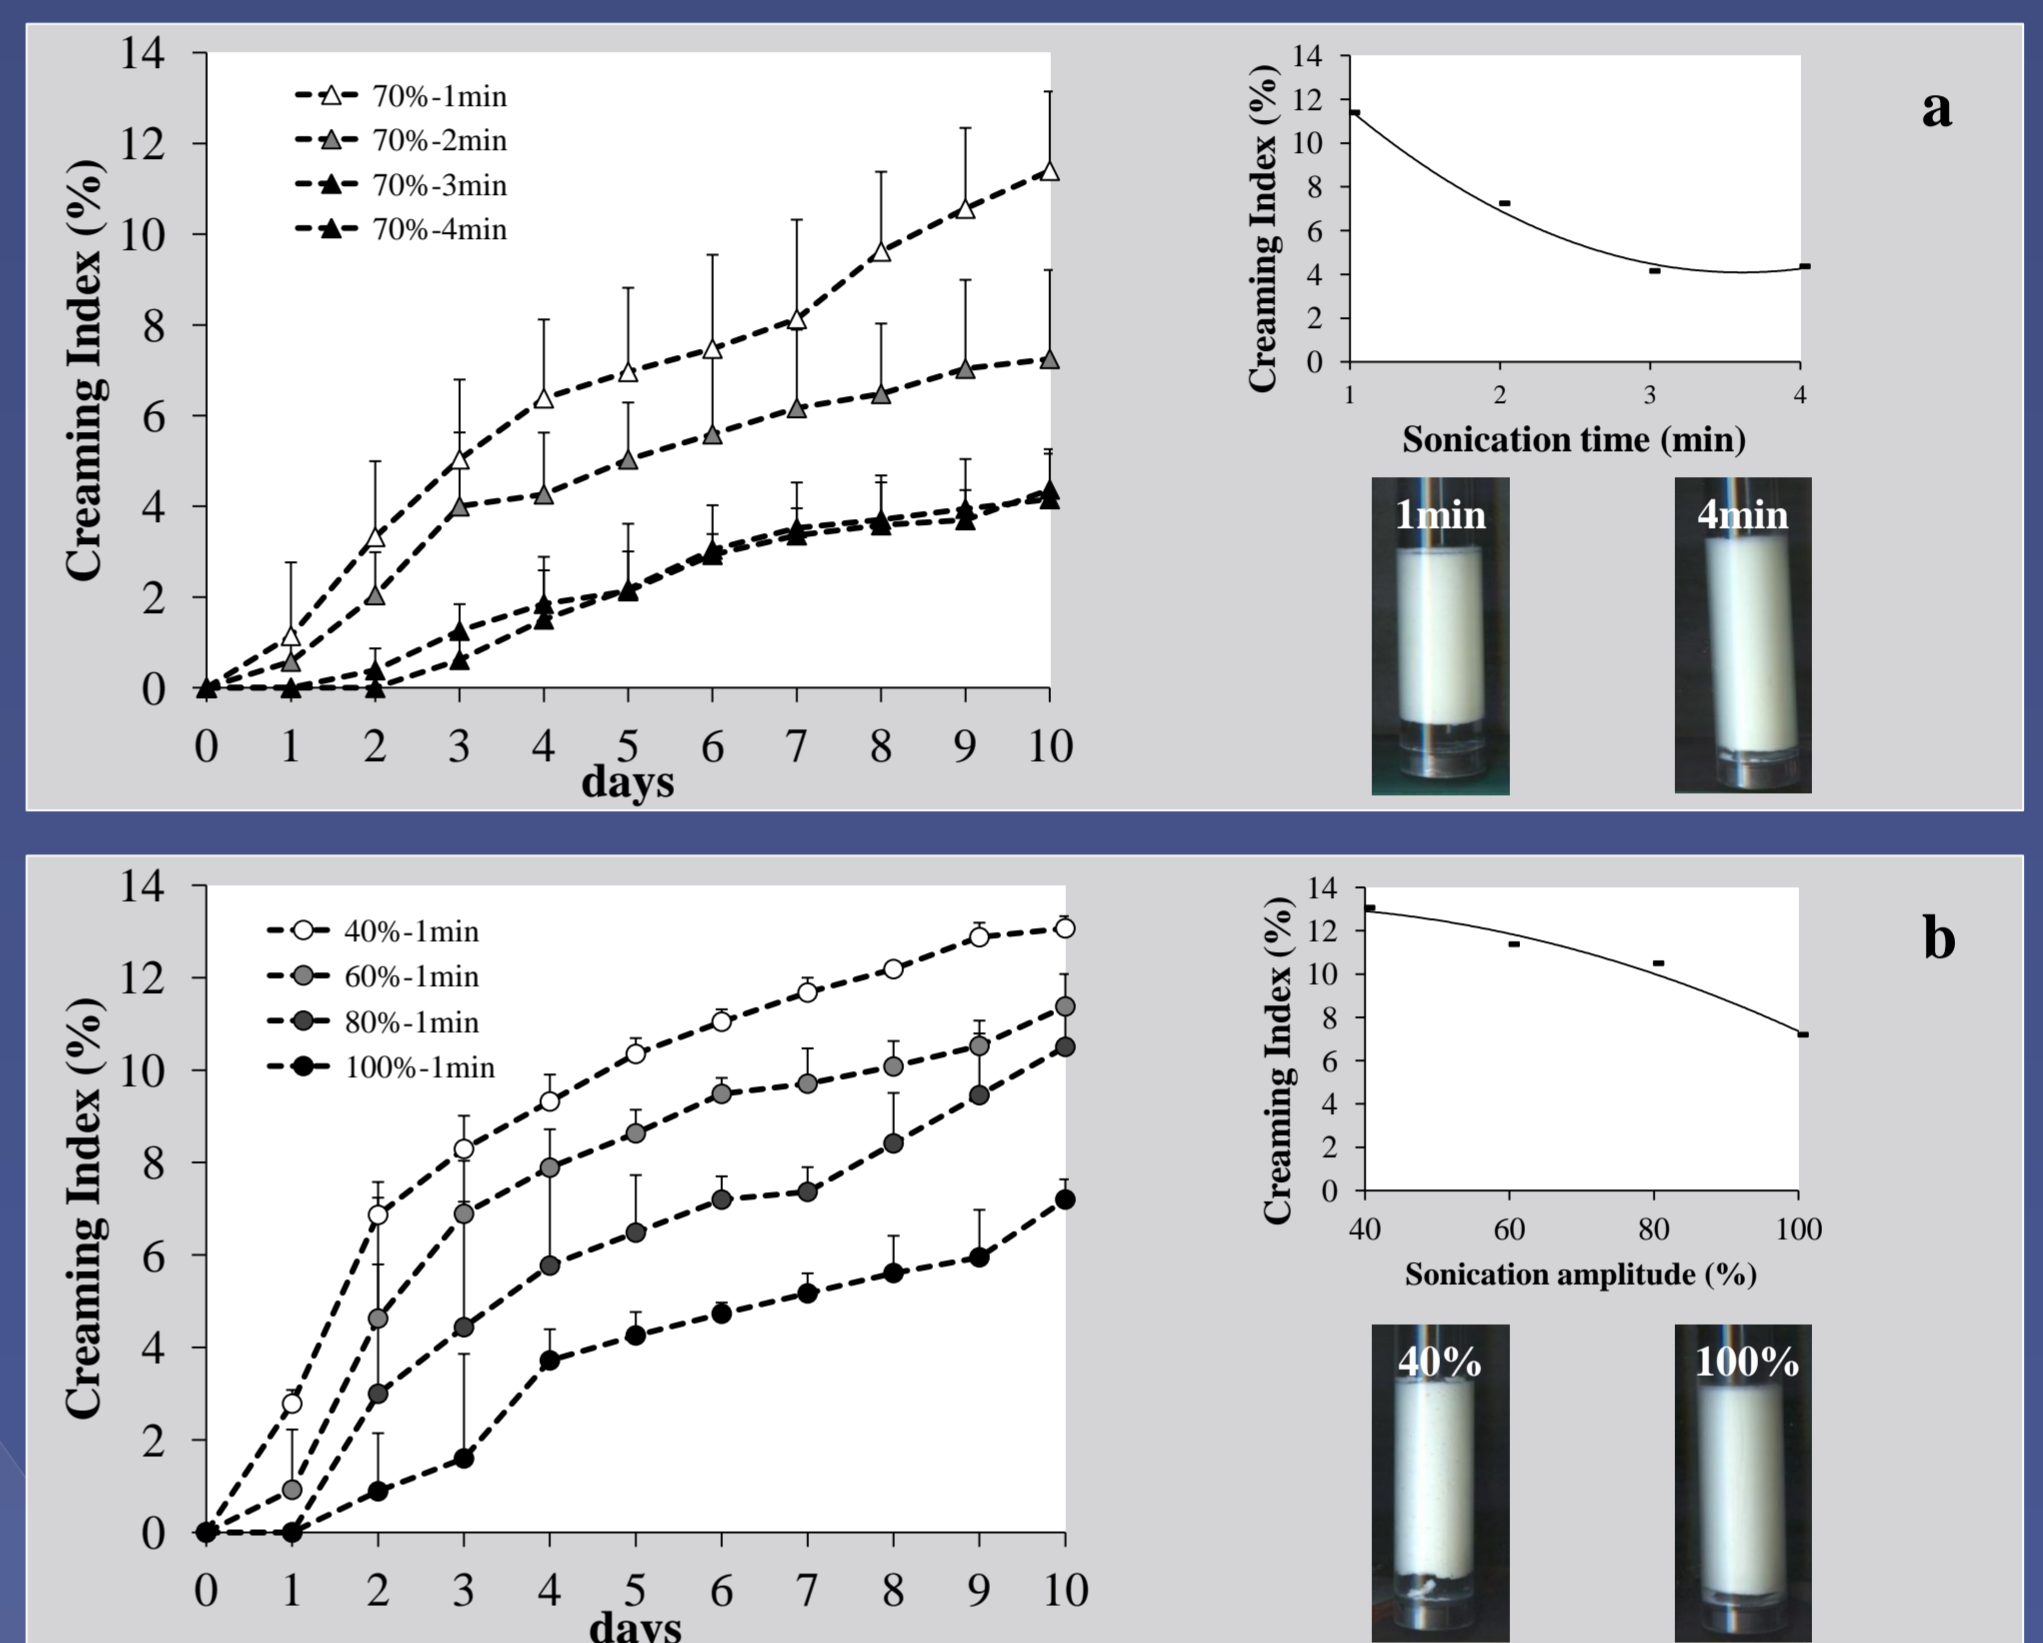 a
Creaming Index (%)
14
12
10
8
6
4
2
0
70%-1min
70%-2min
70%-3min
70%-4min
0 1 2 3 4 5 6 7 8 9 10
days
Creaming Index (%)
14
12
10
8
6
4
2
0
1 2 3 4
Sonication time (min)
1min 4min
b
Creaming Index (%)
14
12
10
8
6
4
2
0
40%-1min
60%-1min
80%-1min
100%-1min
0 1 2 3 4 5 6 7 8 9 10
days
Creaming Index (%)
14
12
10
8
6
4
2
0
40 60 80 100
Sonication amplitude (%)
40% 100%